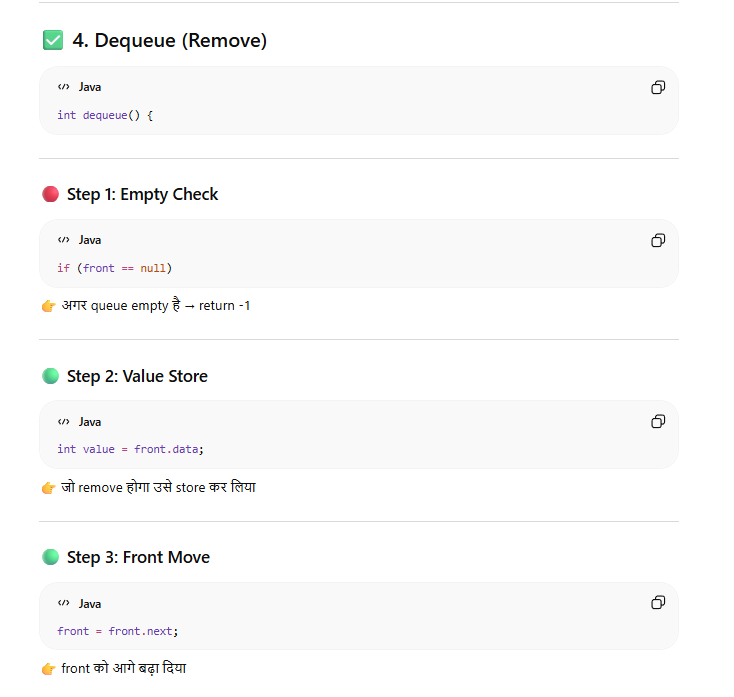 ✅ 4. Dequeue (Remove)
</> Java
int dequeue() {
🔴 Step 1: Empty Check
</> Java
if (front == null)
👉 अगर queue empty है → return -1
🟢 Step 2: Value Store
</> Java
int value = front.data;
👉 जो remove होगा उसे store कर लिया
🟢 Step 3: Front Move
</> Java
front = front.next;
👉 front को आगे बढ़ा दिया